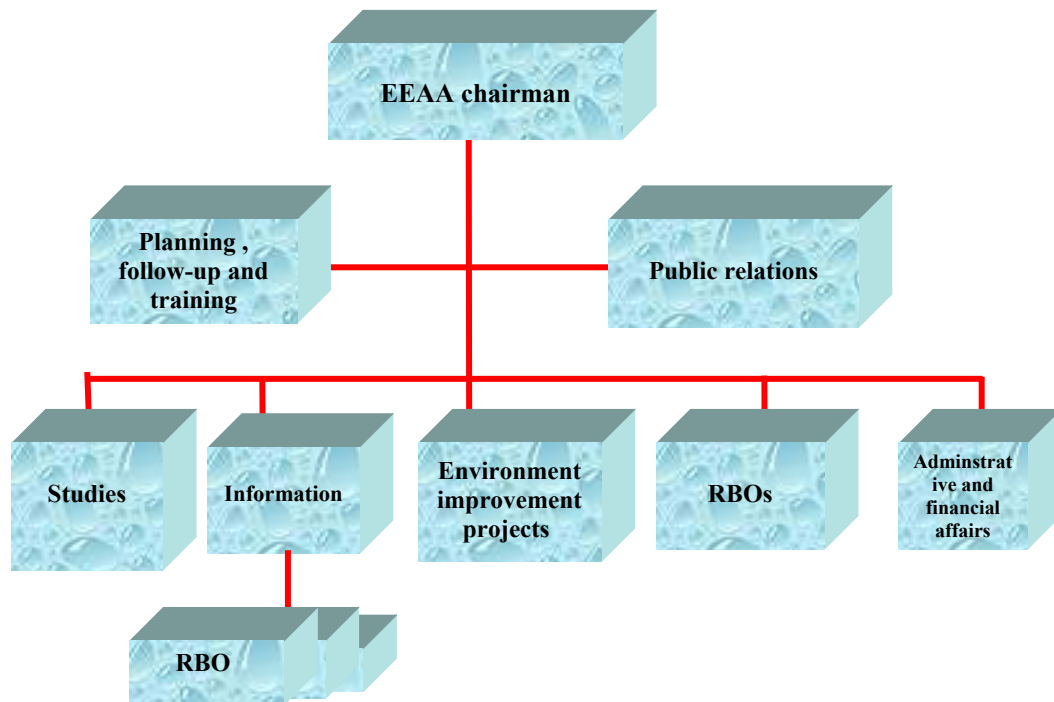 EEAA chairman
Planning ,
follow-up and
training
Public relations
Studies
Information
Environment
improvement
projects
RBOs
Adminstrat
ive and
financial
affairs
RBO